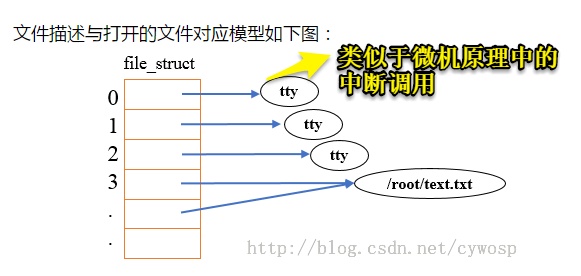 文件描述与打开的文件对应模型如下图：
类似于微机原理中的
中断调用
file_struct
0
tty
1
tty
2
tty
3
/root/text.txt
.
.
http://blog.csdn.net/cywosp